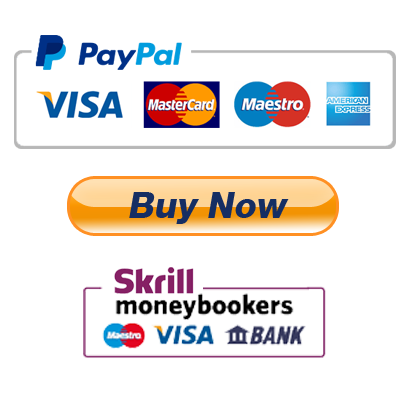 PayPal
VISA MasterCard Maestro AMERICAN EXPRESS
Buy Now
Skrill
moneybookers
Maestro VISA BANK